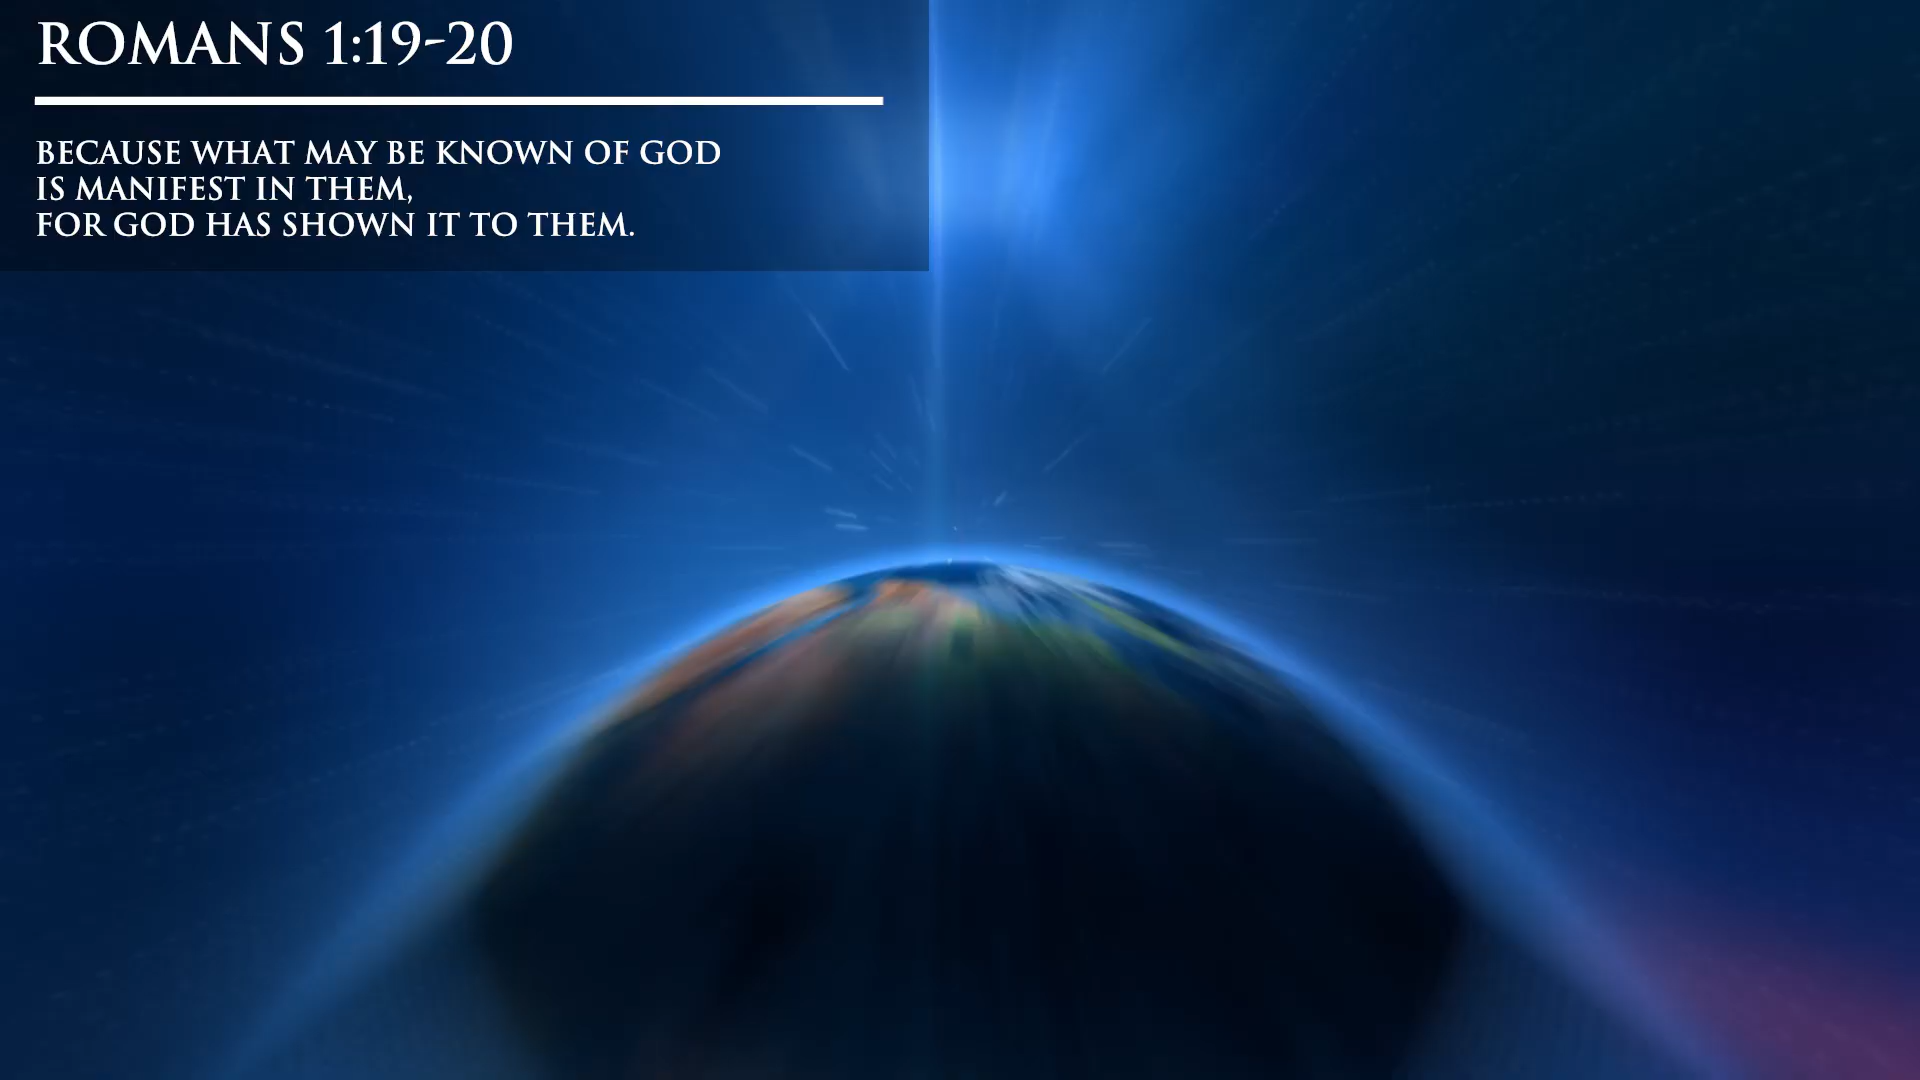 ROMANS 1:19-20
BECAUSE WHAT MAY BE KNOWN OF GOD
IS MANIFEST IN THEM,
FOR GOD HAS SHOWN IT TO THEM.